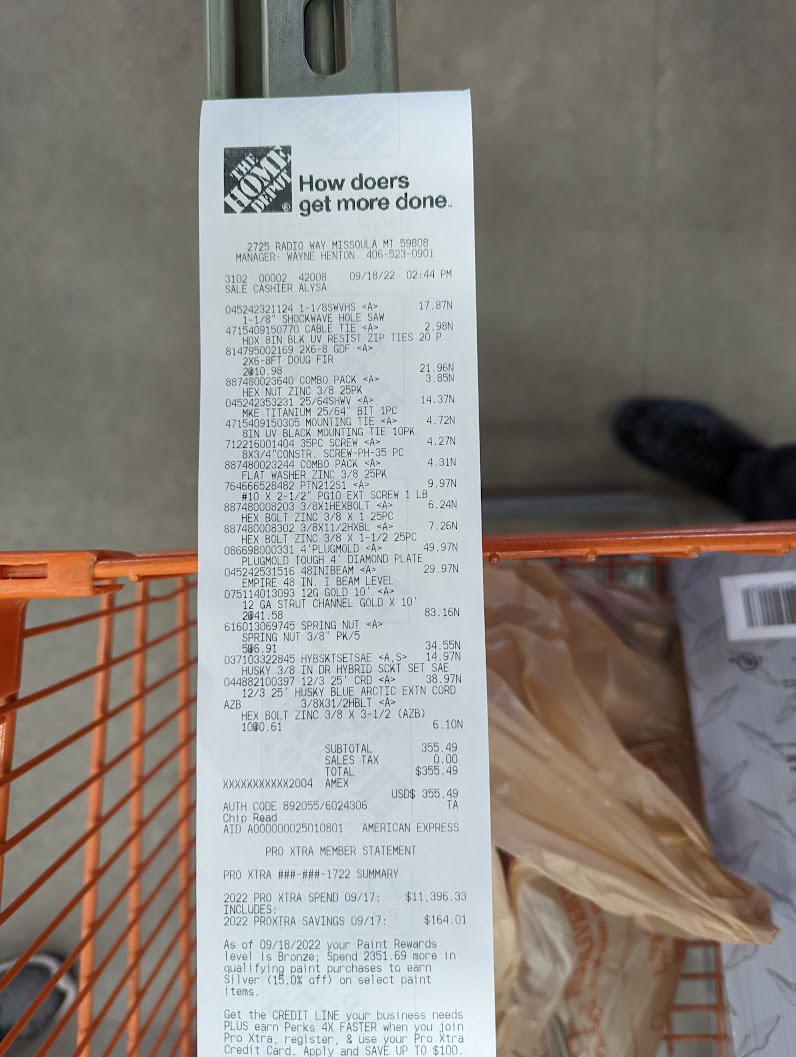 THE
HOME
DEPOT
How doers
get more done.™
2725 RADIO WAY MISSOULA MT 59808
MANAGER- WAYNE HENTON 406-523-0901
3102 00002 42008 09/18/22 02:44 PM
SALE CASHIER ALYSA
045242321124 1-1/8SWVHS <A> 17.87N
1-1/8" SHOCKWAVE HOLE SAW
4715409150770 CABLE TIE <A> 2.98N
HDX 8IN BLK UV RESIST ZIP TIES 20 P
814795002169 2X6-8 GDF <A>
2X6-8FT DOUG FIR
2@10.98 21.96N
887480023640 COMBO PACK <A> 3.85N
HEX NUT ZINC 3/8 25PK
045242353231 25/64SHWV <A> 14.37N
MKE TITANIUM 25/64" BIT 1PC
4715409150305 MOUNTING TIE <A> 4.72N
8IN UV BLACK MOUNTING TIE 10PK
712216001404 35PC SCREW <A> 4.27N
8X3/4"CONSTR. SCREW-PH-35 PC
887480023244 COMBO PACK <A> 4.31N
FLAT WASHER ZINC 3/8 25PK
764666528482 PTN212S1 <A> 9.97N
#10 X 2-1/2" PG10 EXT SCREW 1 LB
887480008203 3/8X1HEXBOLT <A> 6.24N
HEX BOLT ZINC 3/8 X 1 25PC
887480008302 3/8X11/2HXBL <A> 7.26N
HEX BOLT ZINC 3/8 X 1-1/2 25PC
086698000331 4'PLUGMOLD <A> 49.97N
PLUGMOLD TOUGH 4' DIAMOND PLATE
045242531516 48INIBEAM <A> 29.97N
EMPIRE 48 IN. I BEAM LEVEL
075114013093 12G GOLD 10' <A>
12 GA STRUT CHANNEL GOLD X 10'
2@41.58 83.16N
616013069745 SPRING NUT <A>
SPRING NUT 3/8" PK/5
5@6.91 34.55N
037103322845 HYBSKTSETSAE <A,S> 14.97N
HUSKY 3/8 IN DR HYBRID SCKT SET SAE
044882100397 12/3 25' CRD <A> 38.97N
12/3 25' HUSKY BLUE ARCTIC EXTN CORD
AZB 3/8X31/2HBLT <A>
HEX BOLT ZINC 3/8 X 3-1/2 (AZB)
10@0.61 6.10N
SUBTOTAL 355.49
SALES TAX 0.00
TOTAL $355.49
XXXXXXXXXXX2004 AMEX
USD$ 355.49
AUTH CODE 892055/6024306 TA
Chip Read
AID A000000025010801 AMERICAN EXPRESS
PRO XTRA MEMBER STATEMENT
PRO XTRA ###-###-1722 SUMMARY
2022 PRO XTRA SPEND 09/17: $11,396.33
INCLUDES:
2022 PROXTRA SAVINGS 09/17: $164.01
As of 09/18/2022 your Paint Rewards
level is Bronze; Spend 2351.69 more in
qualifying paint purchases to earn
Silver (15.0% off) on select paint
items.
Get the CREDIT LINE your business needs
PLUS earn Perks 4X FASTER when you join
Pro Xtra, register, & use your Pro Xtra
Credit Card. Apply and SAVE UP TO $100.